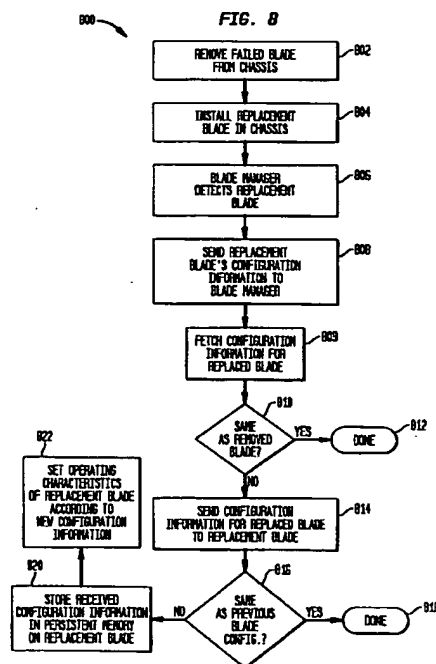 FIG. 8
800
REMOVE FAILED BLADE
FROM CHASSIS
802
INSTALL REPLACEMENT
BLADE IN CHASSIS
804
BLADE MANAGER
DETECTS REPLACEMENT
BLADE
806
SEND REPLACEMENT
BLADE'S CONFIGURATION
INFORMATION TO
BLADE MANAGER
808
FETCH CONFIGURATION
INFORMATION FOR
REPLACED BLADE
809
SAME
AS REMOVED
BLADE?
810
YES
DONE
812
NO
SEND CONFIGURATION
INFORMATION FOR REPLACED BLADE
TO REPLACEMENT BLADE
814
SAME
AS PREVIOUS
BLADE
CONFIG.?
816
YES
DONE
818
NO
STORE RECEIVED
CONFIGURATION INFORMATION
IN PERSISTENT MEMORY
ON REPLACEMENT BLADE
820
SET OPERATING
CHARACTERISTICS
OF REPLACEMENT BLADE
ACCORDING TO
NEW CONFIGURATION
INFORMATION
822